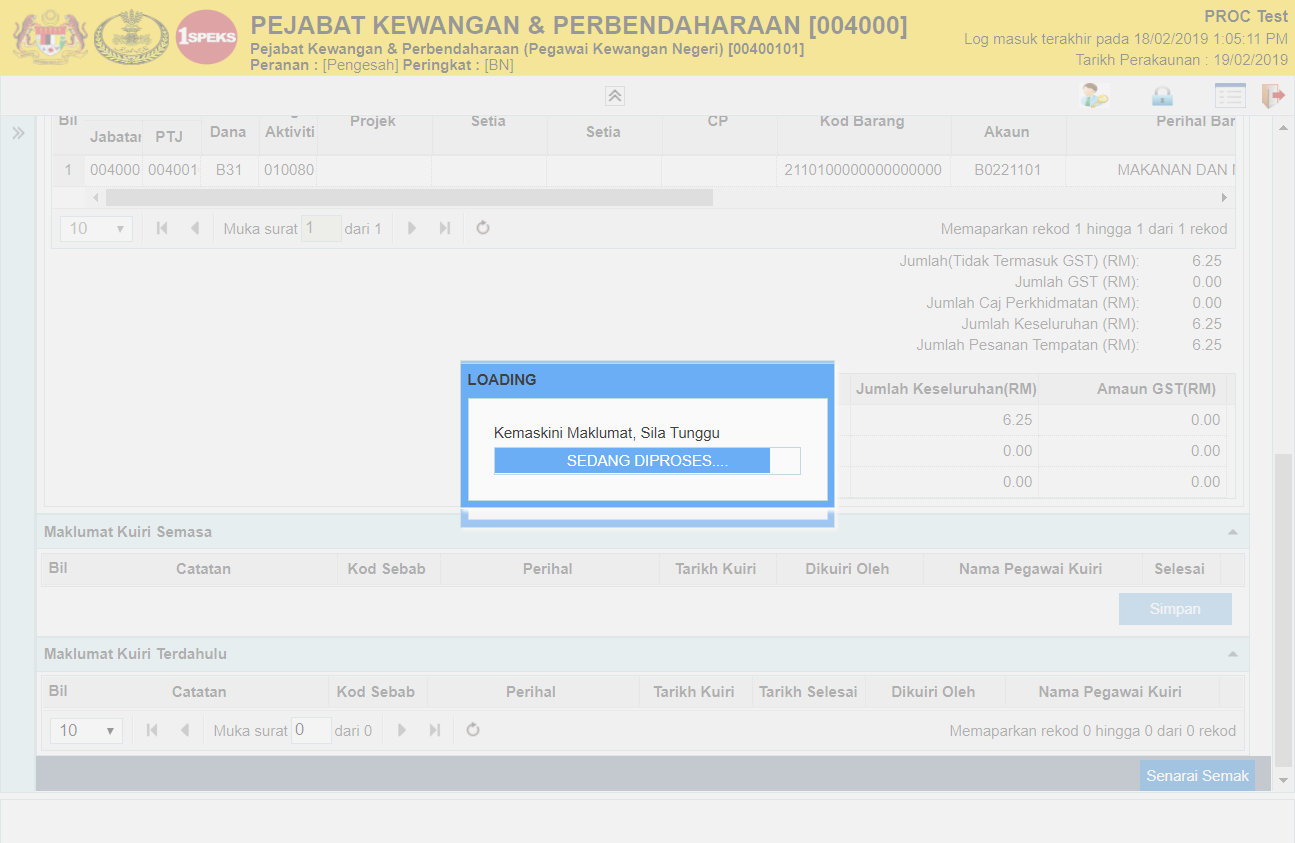 1SPEKS
PEJABAT KEWANGAN & PERBENDAHARAAN [004000]
Pejabat Kewangan & Perbendaharaan (Pegawai Kewangan Negeri) [00400101]
Peranan : [Pengesah] Peringkat : [BN]
PROC Test
Log masuk terakhir pada 18/02/2019 1:05:11 PM
Tarikh Perakaunan : 19/02/2019
Bil Jabatan PTJ Dana Aktiviti Projek Setia Setia CP Kod Barang Akaun Perihal Bar
1 004000 004001 B31 010080 2110100000000000000 B0221101 MAKANAN DAN
10 Muka surat 1 dari 1 Memaparkan rekod 1 hingga 1 dari 1 rekod
Jumlah(Tidak Termasuk GST) (RM): 6.25
Jumlah GST (RM): 0.00
Jumlah Caj Perkhidmatan (RM): 0.00
Jumlah Keseluruhan (RM): 6.25
Jumlah Pesanan Tempatan (RM): 6.25
LOADING
Kemaskini Maklumat, Sila Tunggu
SEDANG DIPROSES....
Jumlah Keseluruhan(RM) Amaun GST(RM)
6.25 0.00
0.00 0.00
0.00 0.00
Maklumat Kuiri Semasa
Bil Catatan Kod Sebab Perihal Tarikh Kuiri Dikuiri Oleh Nama Pegawai Kuiri Selesai
Simpan
Maklumat Kuiri Terdahulu
Bil Catatan Kod Sebab Perihal Tarikh Kuiri Tarikh Selesai Dikuiri Oleh Nama Pegawai Kuiri
10 Muka surat 0 dari 0 Memaparkan rekod 0 hingga 0 dari 0 rekod
Senarai Semak